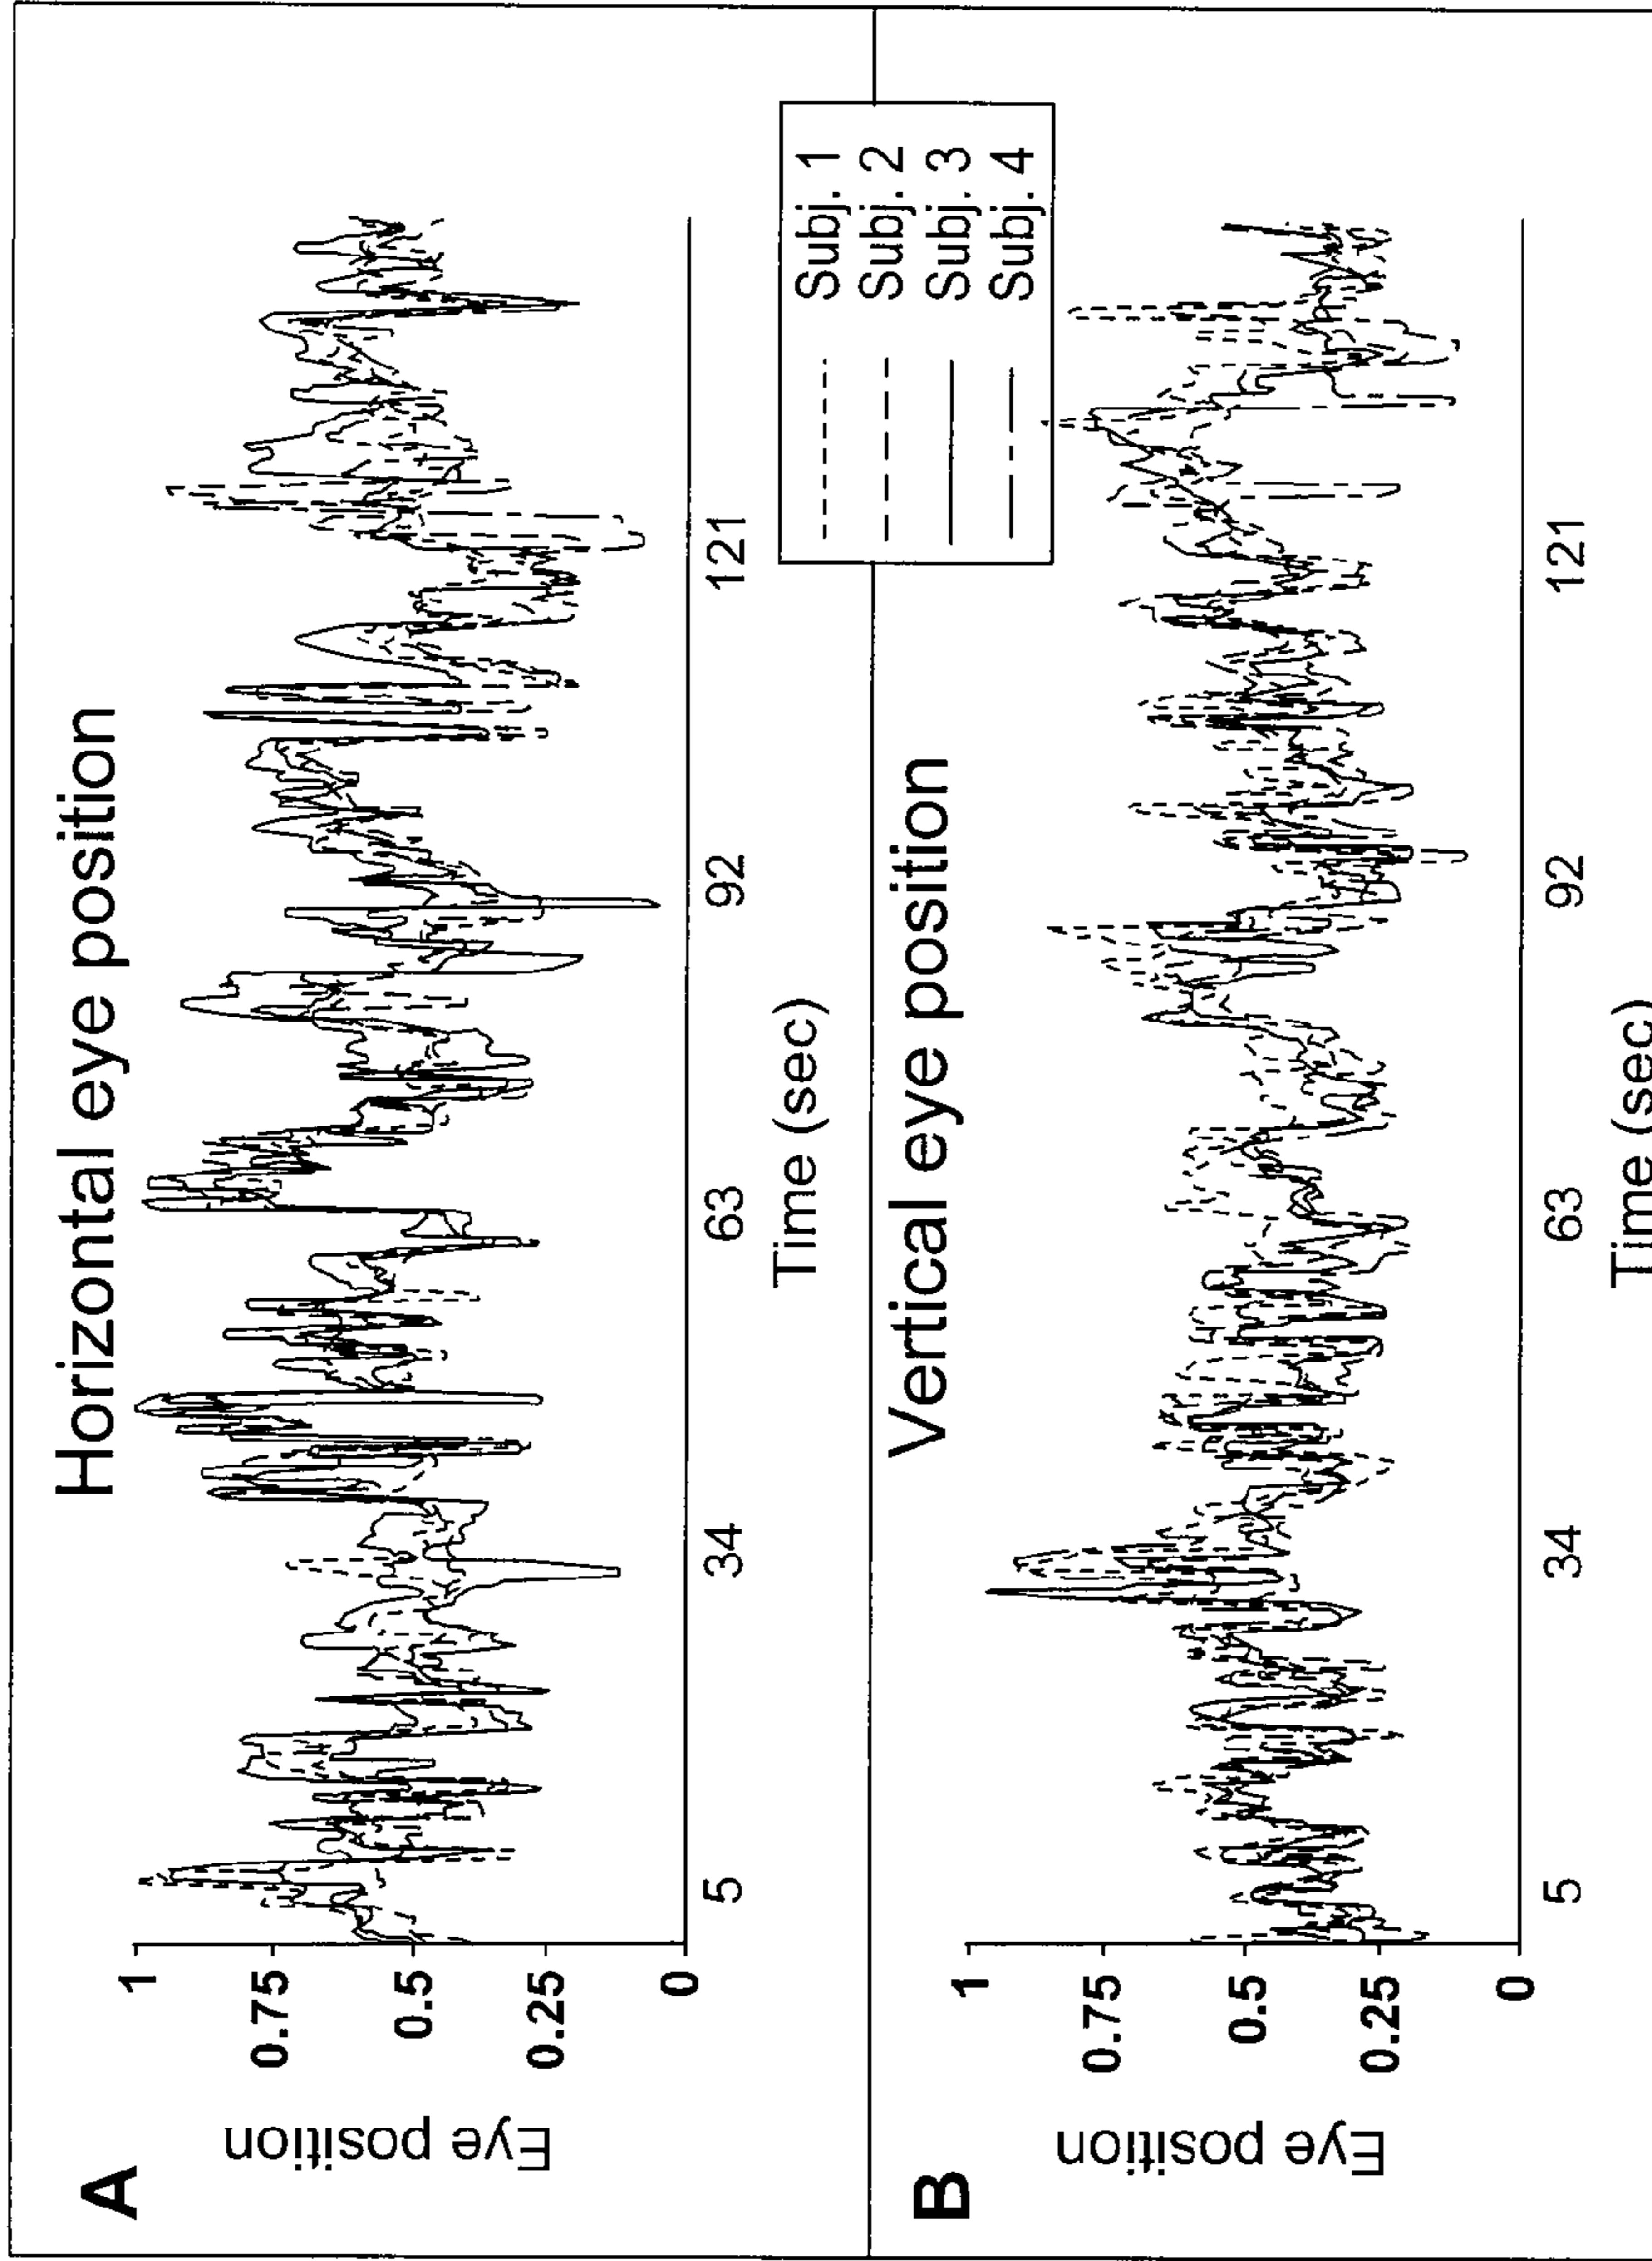 A
Horizontal eye position
Eye position
1
0.75
0.5
0.25
0
5 34 63 92 121
Time (sec)
Subj. 1
Subj. 2
Subj. 3
Subj. 4
B
Vertical eye position
Eye position
1
0.75
0.5
0.25
0
5 34 63 92 121
Time (sec)